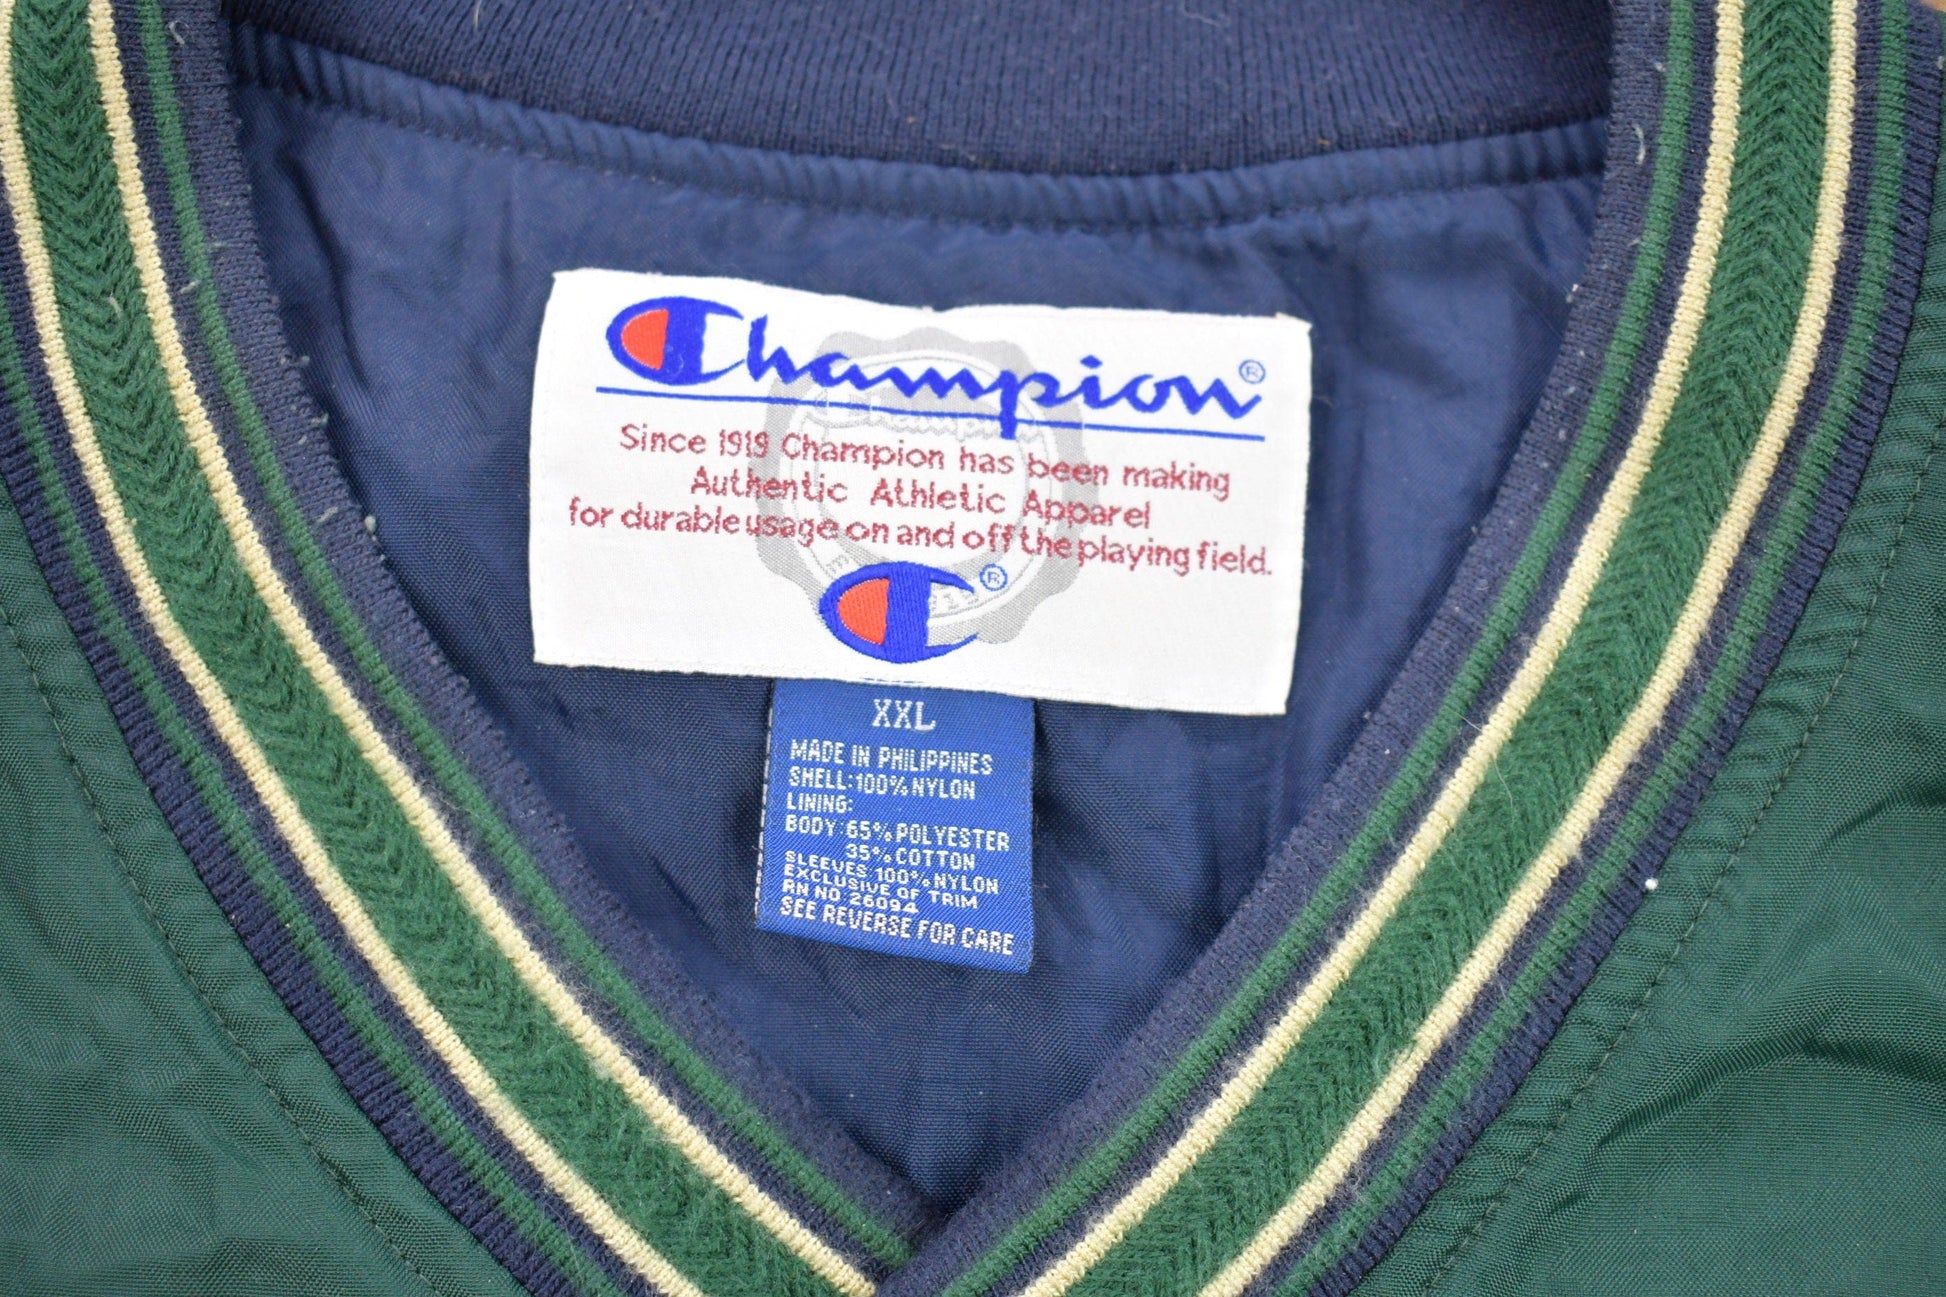 Champion®
Since 1919 Champion has been making
Authentic Athletic Apparel
for durable usage on and off the playing field.
Champion
®
XXL
MADE IN PHILIPPINES
SHELL:100% NYLON
LINING:
BODY:65% POLYESTER
35% COTTON
SLEEVES:100% NYLON
EXCLUSIVE OF TRIM
RN NO.26094
SEE REVERSE FOR CARE